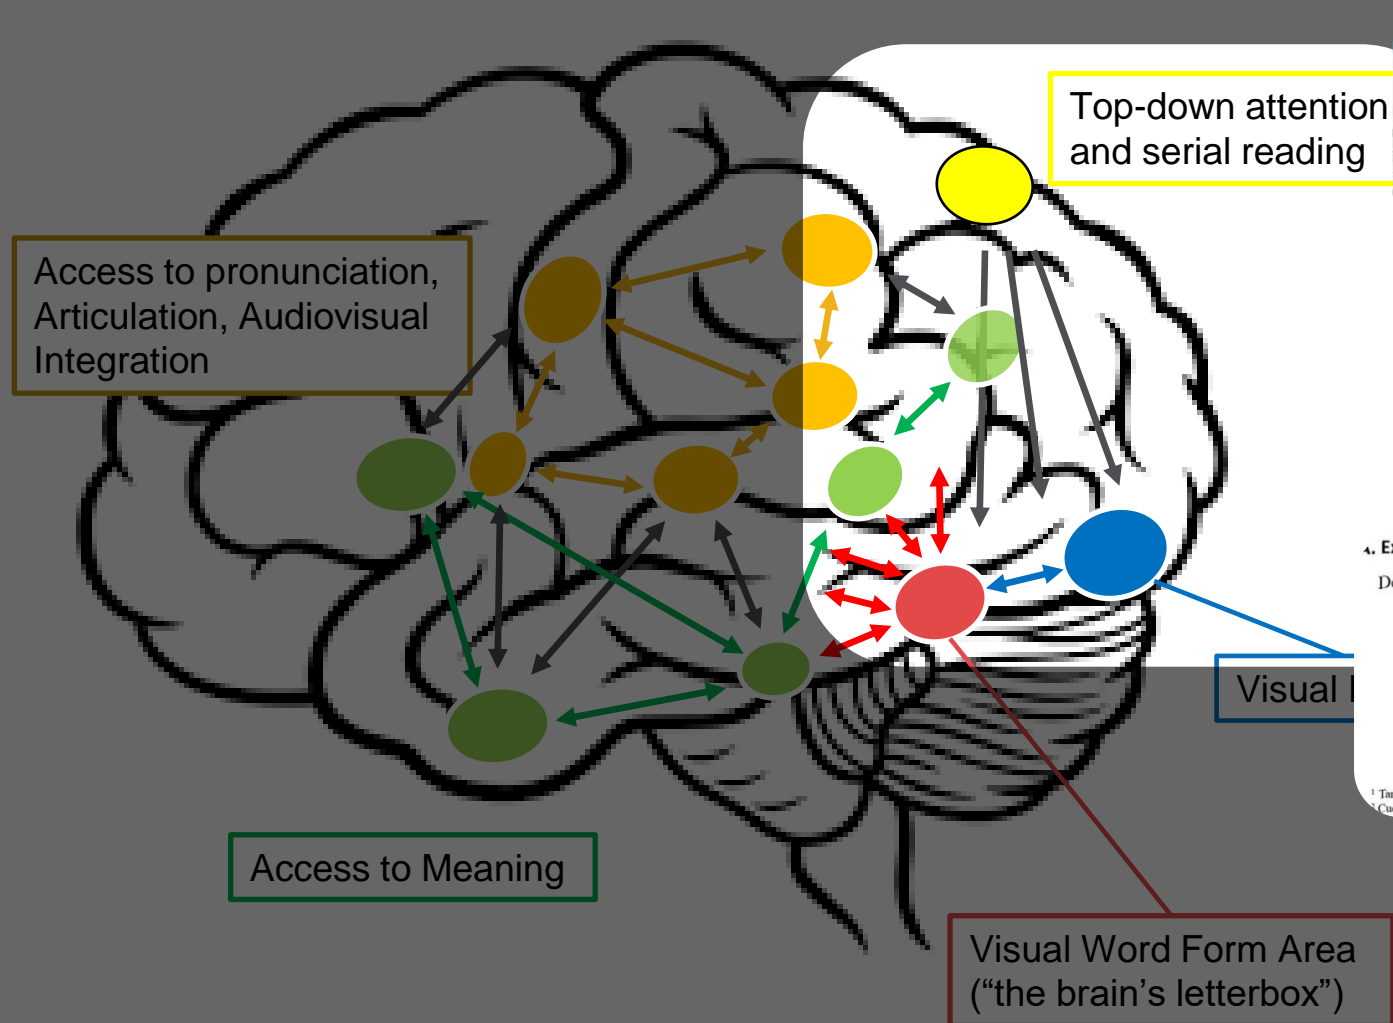 Top-down attention
and serial reading
Access to pronunciation,
Articulation, Audiovisual
Integration
Visual
Access to Meaning
Visual Word Form Area
(“the brain’s letterbox”)